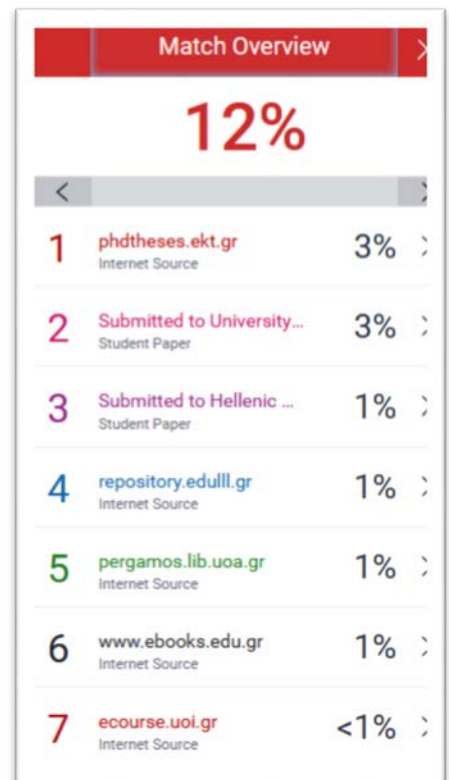 Match Overview
12%
1 phdtheses.ekt.gr 3%
Internet Source
2 Submitted to University... 3%
Student Paper
3 Submitted to Hellenic ... 1%
Student Paper
4 repository.edulll.gr 1%
Internet Source
5 pergamos.lib.uoa.gr 1%
Internet Source
6 www.ebooks.edu.gr 1%
Internet Source
7 ecourse.uoi.gr <1%
Internet Source